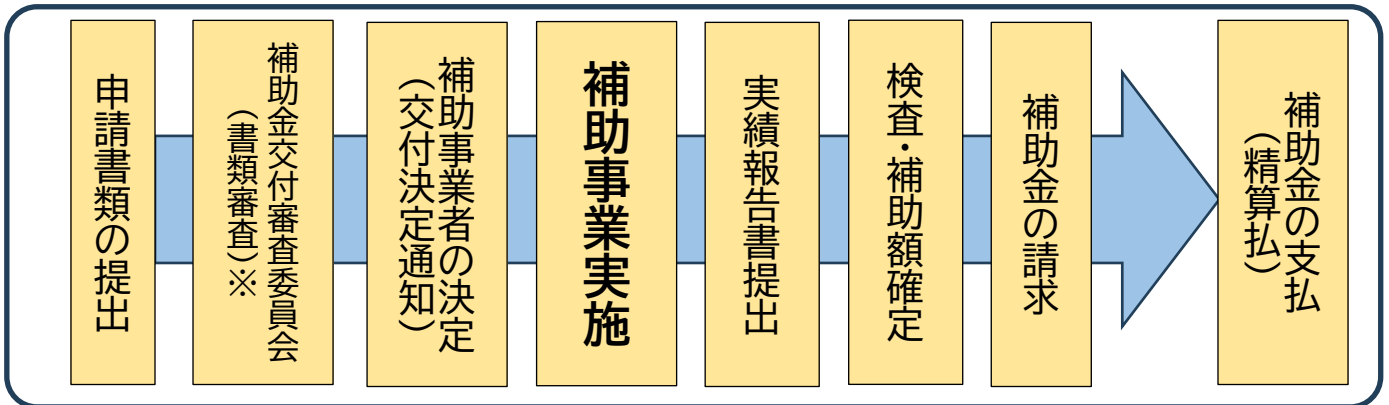 申請書類の提出
補助金交付審査委員会
（書類審査）※
補助事業者の決定
（交付決定通知）
補助事業実施
実績報告書提出
検査・補助額確定
補助金の請求
補助金の支払
（精算払）